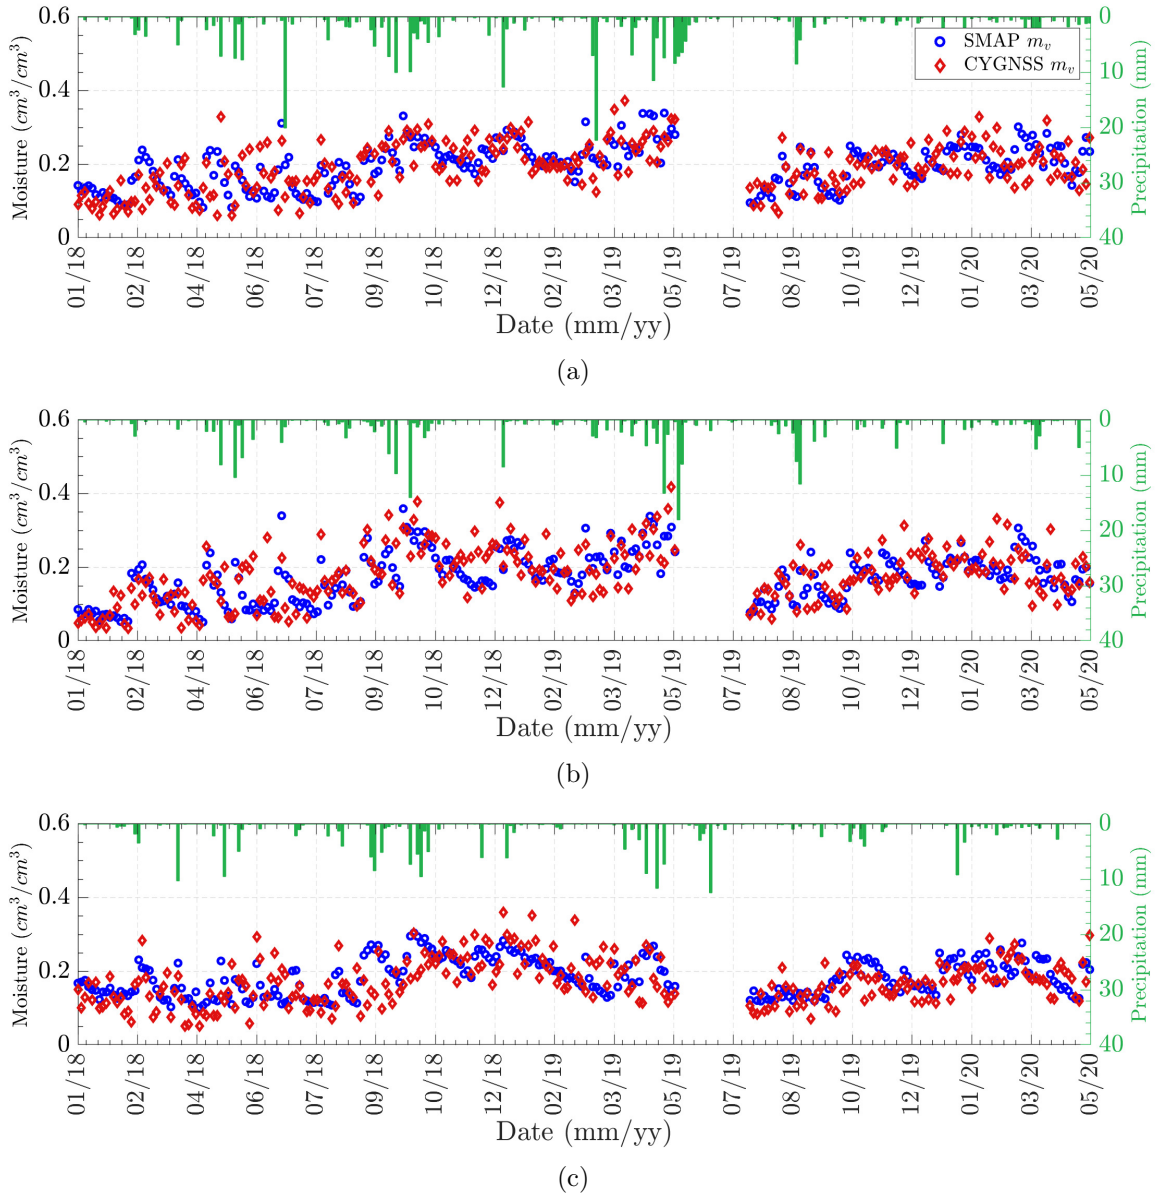 0.6
0.4
0.2
0
Moisture (cm³/cm³)
0
10
20
30
40
Precipitation (mm)
SMAP mᵥ
CYGNSS mᵥ
01/18 02/18 04/18 06/18 07/18 09/18 10/18 12/18 02/19 03/19 05/19 07/19 08/19 10/19 12/19 01/20 03/20 05/20
Date (mm/yy)
(a)
0.6
0.4
0.2
0
Moisture (cm³/cm³)
0
10
20
30
40
Precipitation (mm)
01/18 02/18 04/18 06/18 07/18 09/18 10/18 12/18 02/19 03/19 05/19 07/19 08/19 10/19 12/19 01/20 03/20 05/20
Date (mm/yy)
(b)
0.6
0.4
0.2
0
Moisture (cm³/cm³)
0
10
20
30
40
Precipitation (mm)
01/18 02/18 04/18 06/18 07/18 09/18 10/18 12/18 02/19 03/19 05/19 07/19 08/19 10/19 12/19 01/20 03/20 05/20
Date (mm/yy)
(c)